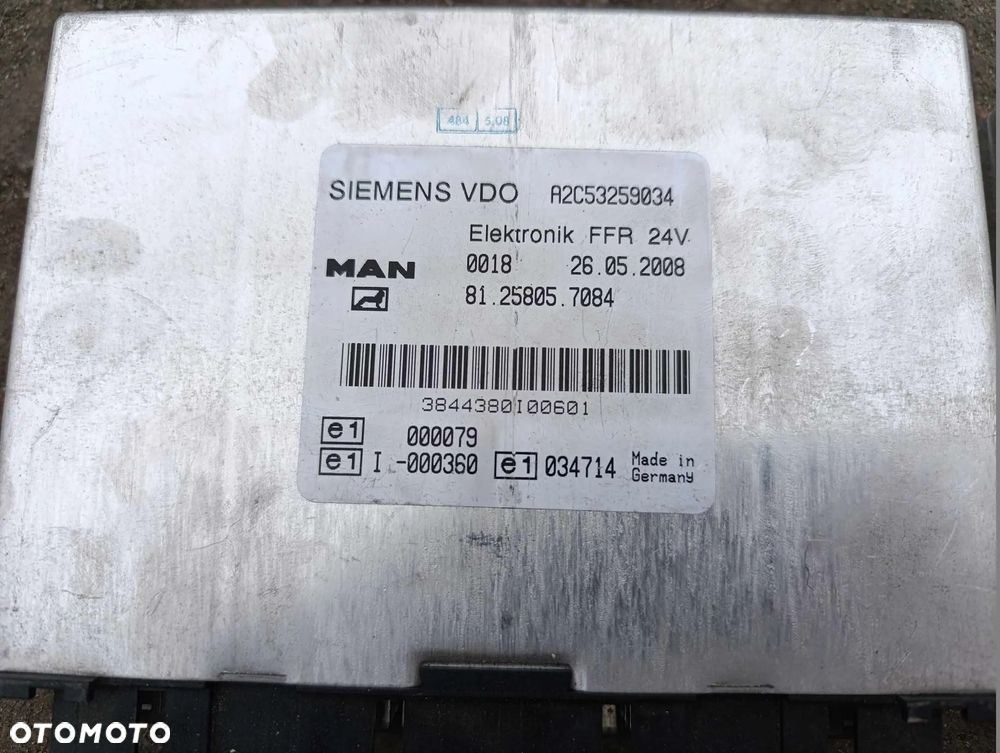 484 5.08
SIEMENS VDO A2C53259034
Elektronik FFR 24V
MAN 0018 26.05.2008
81.25805.7084
3844380I00601
e1 000079
e1 I -000360 e1 034714 Made in
Germany
OTOMOTO